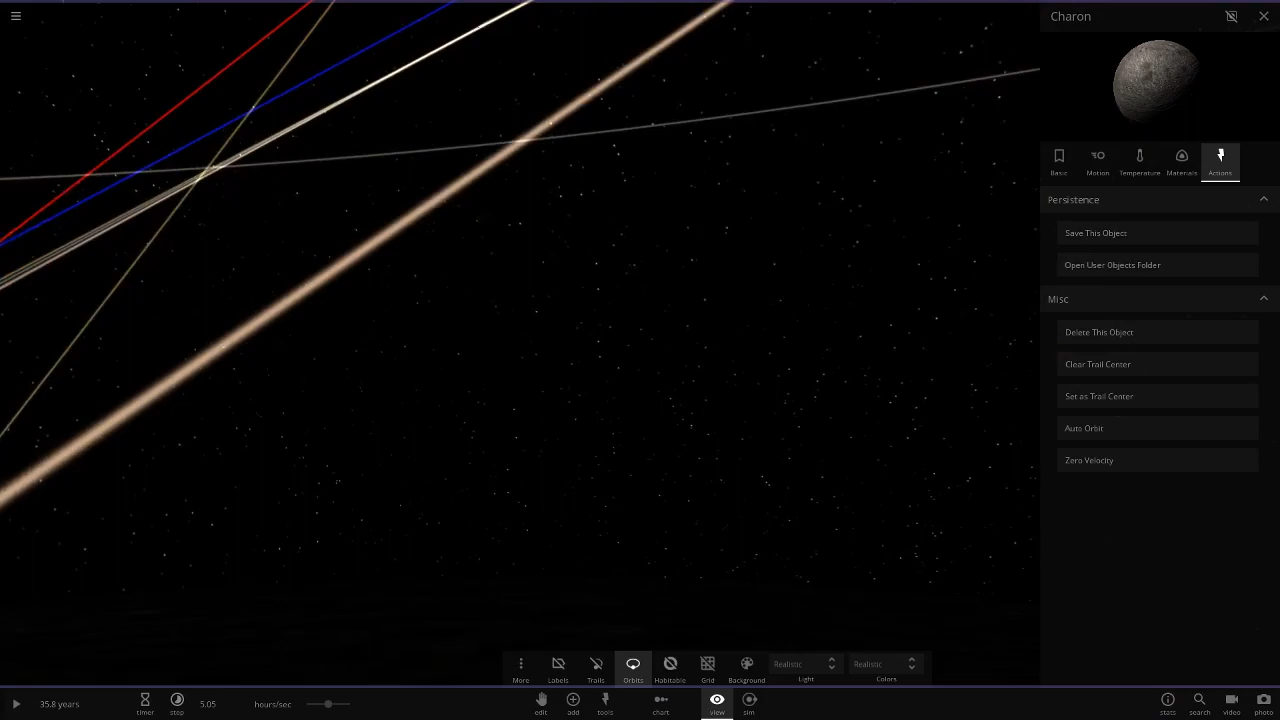 Charon
Basic Motion Temperature Materials Actions
Persistence
Save This Object
Open User Objects Folder
Misc
Delete This Object
Clear Trail Center
Set as Trail Center
Auto Orbit
Zero Velocity
More Labels Trails Orbits Habitable Grid Background Realistic Light Realistic Colors
35.8 years timer step 5.05 hours/sec edit add tools chart view sim stats search video photo